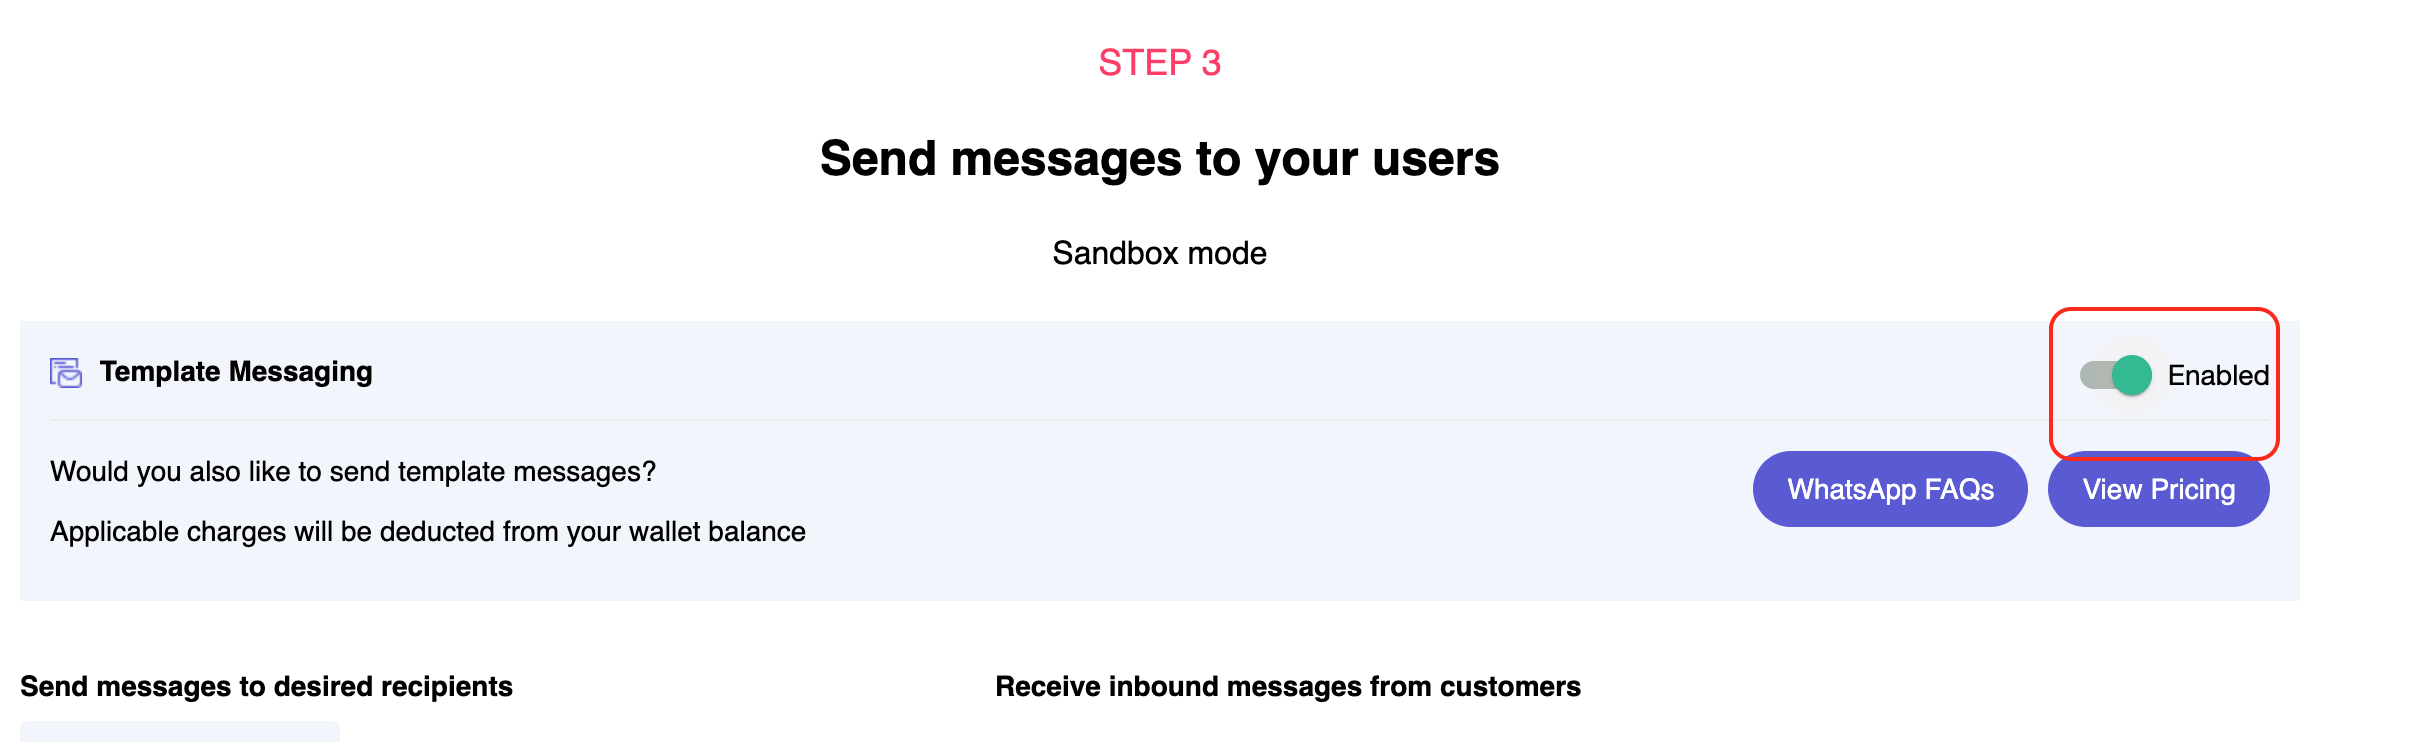 STEP 3
Send messages to your users
Sandbox mode
Template Messaging
Enabled
Would you also like to send template messages?
WhatsApp FAQs
View Pricing
Applicable charges will be deducted from your wallet balance
Send messages to desired recipients
Receive inbound messages from customers